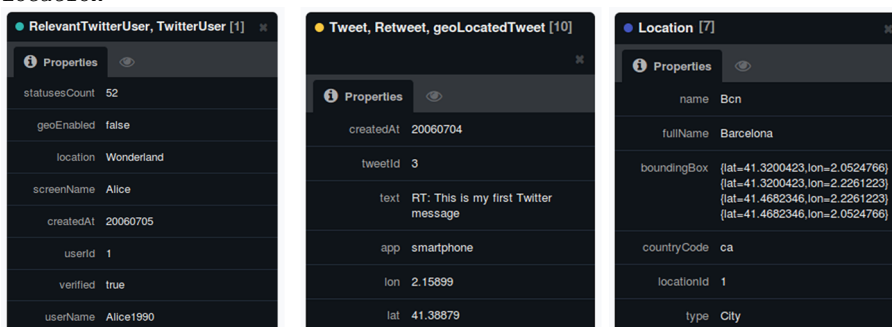 RelevantTwitterUser, TwitterUser [1]
Properties
statusesCount 52
geoEnabled false
location Wonderland
screenName Alice
createdAt 20060705
userId 1
verified true
userName Alice1990
Tweet, Retweet, geoLocatedTweet [10]
Properties
createdAt 20060704
tweetId 3
text RT: This is my first Twitter
message
app smartphone
lon 2.15899
lat 41.38879
Location [7]
Properties
name Bcn
fullName Barcelona
boundingBox {lat=41.3200423,lon=2.0524766}
{lat=41.3200423,lon=2.2261223}
{lat=41.4682346,lon=2.2261223}
{lat=41.4682346,lon=2.0524766}
countryCode ca
locationId 1
type City